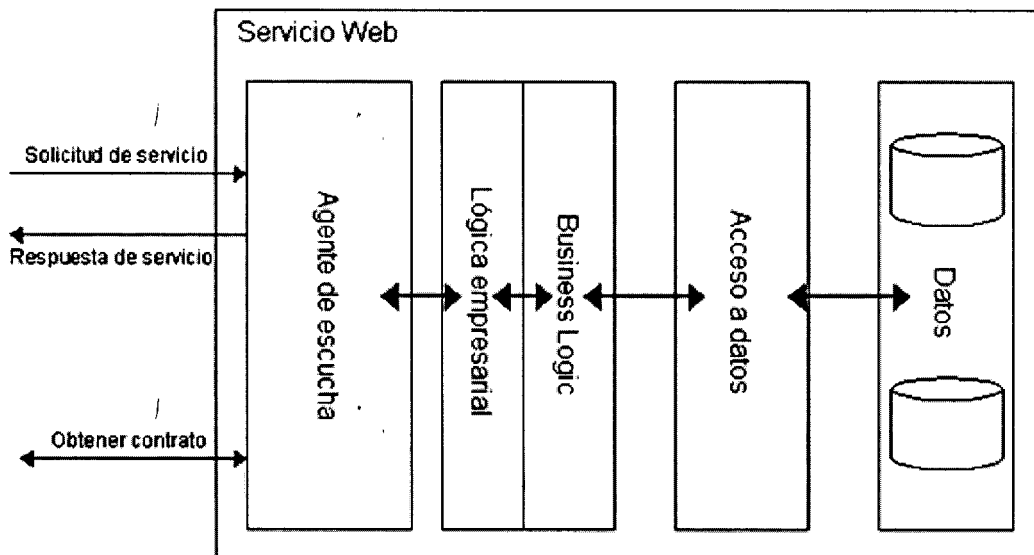 Servicio Web
Solicitud de servicio
Respuesta de servicio
Obtener contrato
Agente de escucha
Lógica empresarial
Business Logic
Acceso a datos
Datos